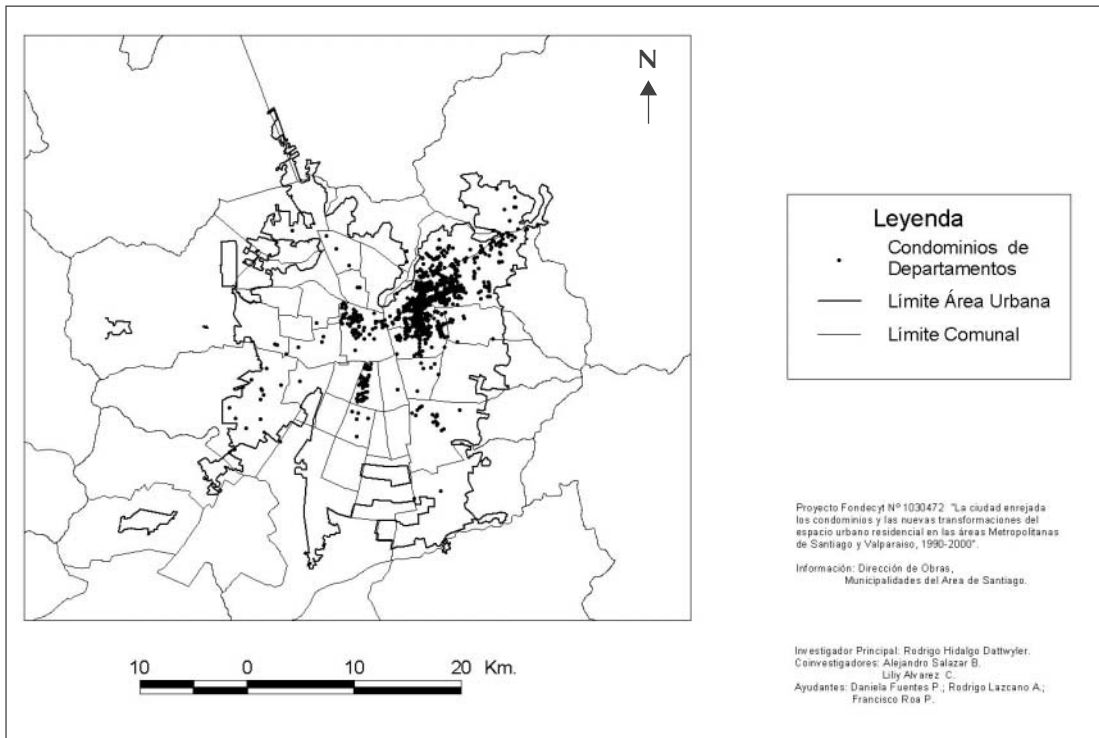 N
Leyenda
Condominios de
Departamentos
Límite Área Urbana
Límite Comunal
Proyecto Fondecyt Nº 1030472 "La ciudad enrejada
los condominios y las nuevas transformaciones del
espacio urbano residencial en las áreas Metropolitanas
de Santiago y Valparaiso, 1990-2000".
Información: Dirección de Obras,
Municipalidades del Area de Santiago.
Investigador Principal: Rodrigo Hidalgo Dattwyler.
Coinvestigadores: Alejandro Salazar B.
Liliy Alvarez C.
Ayudantes: Daniela Fuentes P.; Rodrigo Lazcano A.;
Francisco Roa P.
10 0 10 20 Km.